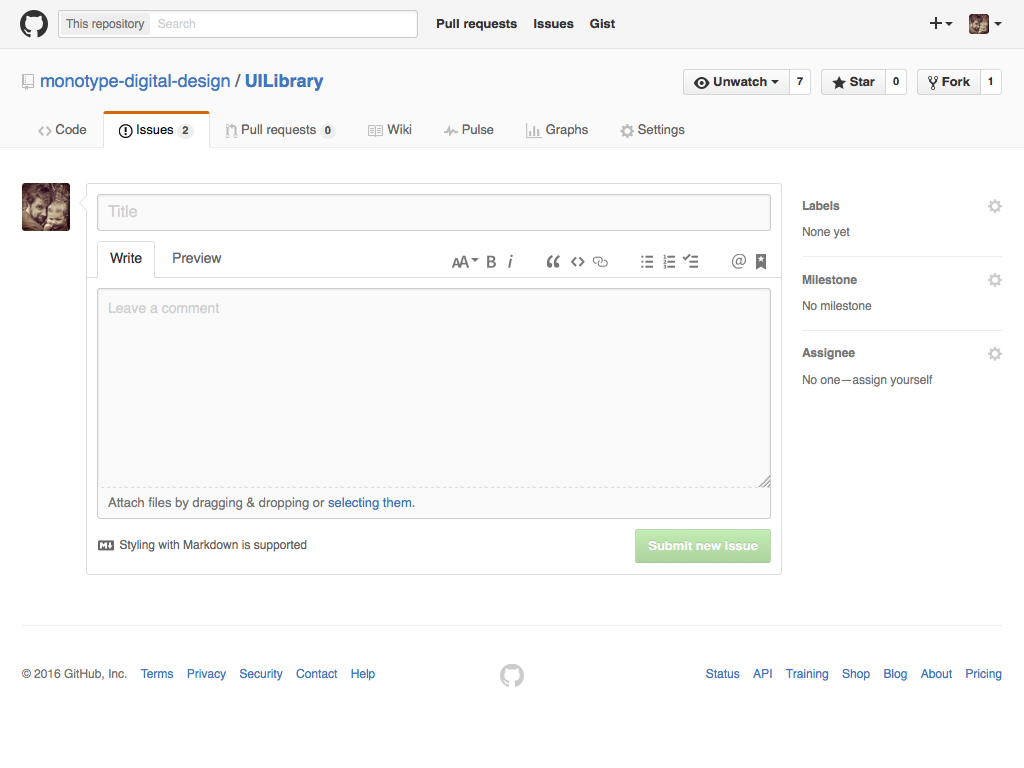 This repository Search Pull requests Issues Gist
monotype-digital-design / UILibrary Unwatch 7 Star 0 Fork 1
Code Issues 2 Pull requests 0 Wiki Pulse Graphs Settings
Title
Labels
None yet
Write Preview AA B i “ <> @
Leave a comment
Milestone
No milestone
Assignee
No one—assign yourself
Attach files by dragging & dropping or selecting them.
Styling with Markdown is supported Submit new issue
© 2016 GitHub, Inc. Terms Privacy Security Contact Help Status API Training Shop Blog About Pricing